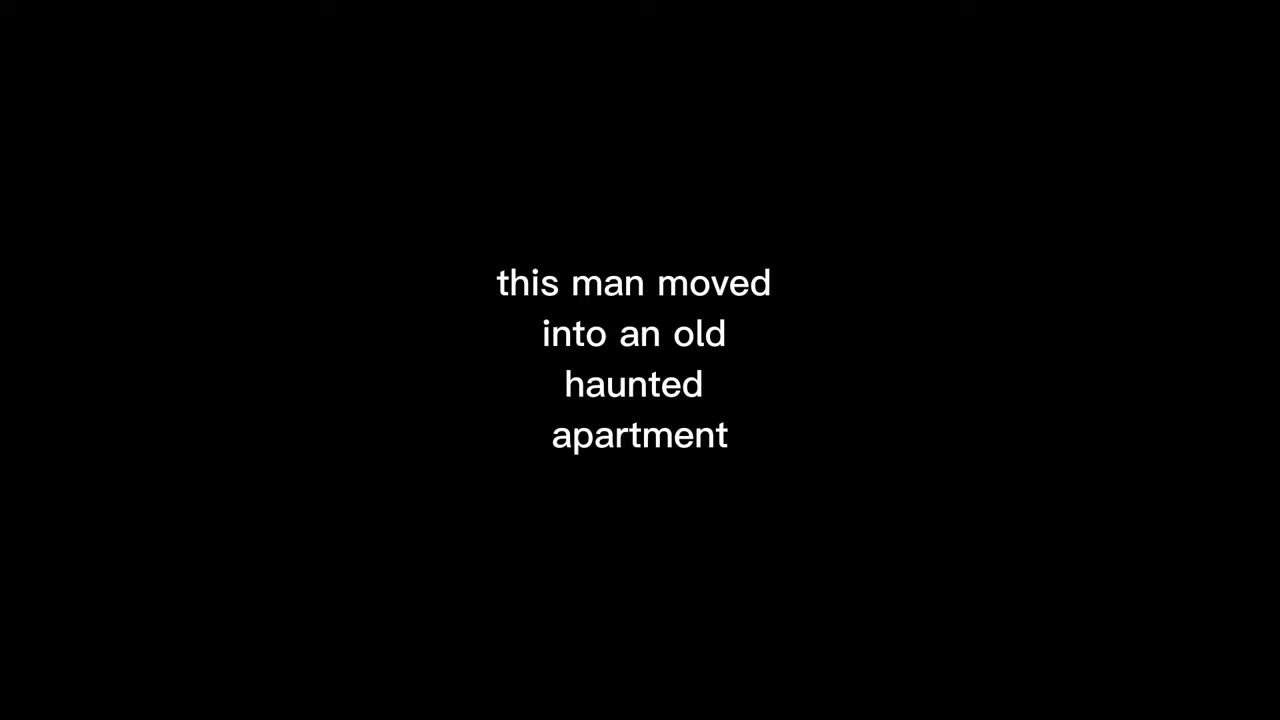 this man moved
into an old
haunted
apartment